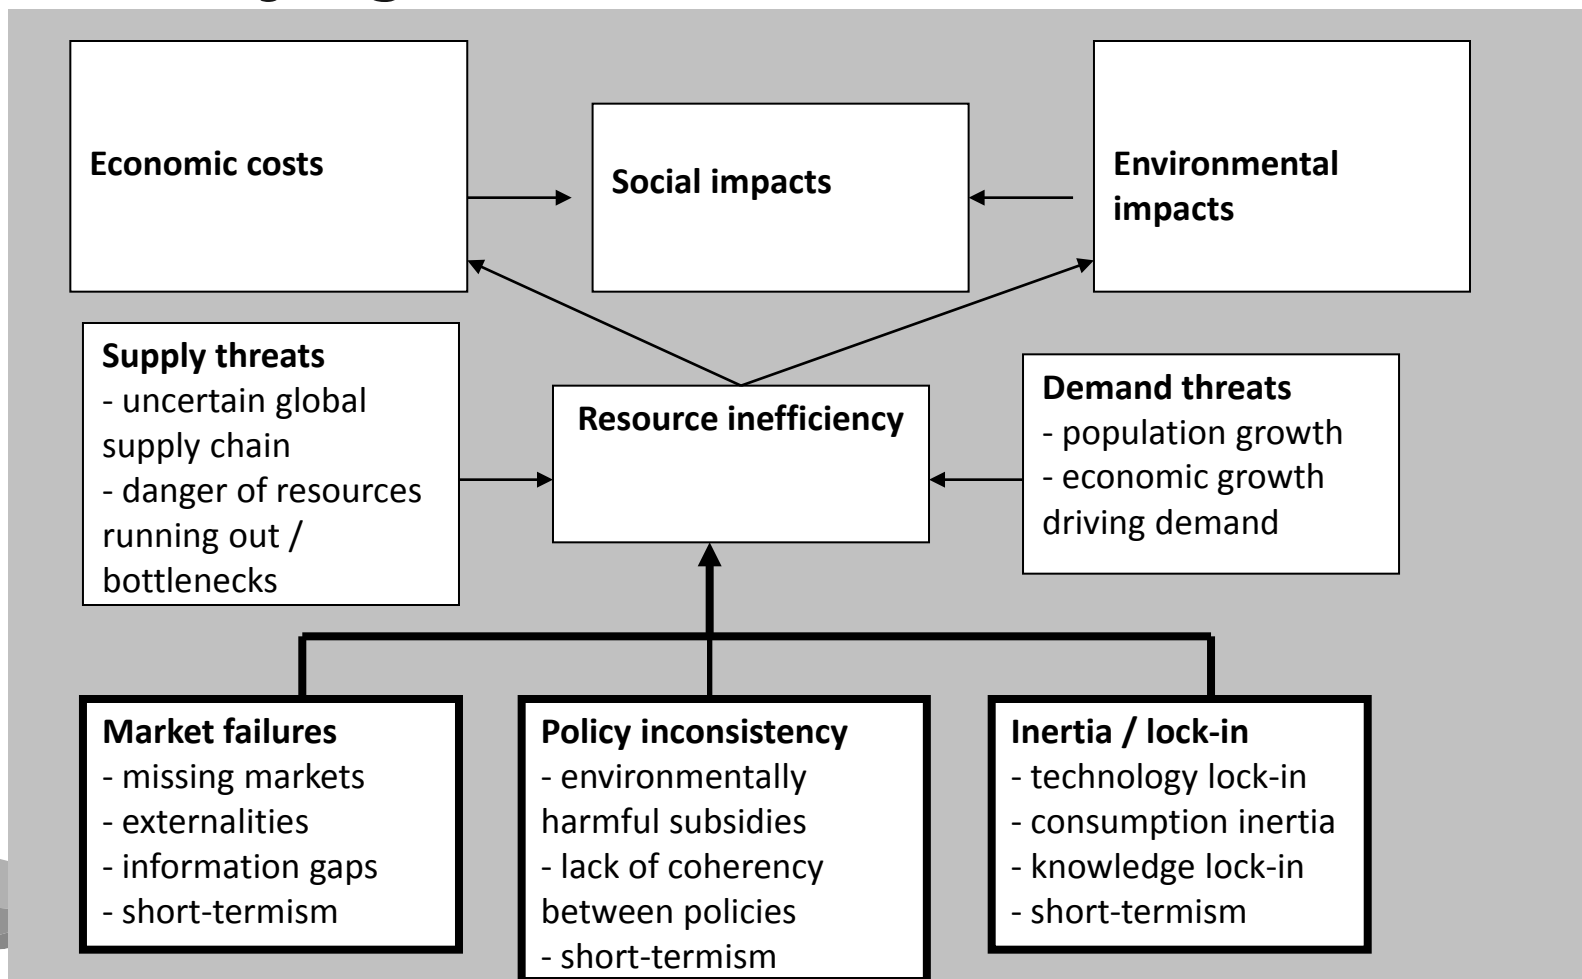 Economic costs
Social impacts
Environmental
impacts
Supply threats
- uncertain global
supply chain
- danger of resources
running out /
bottlenecks
Resource inefficiency
Demand threats
- population growth
- economic growth
driving demand
Market failures
- missing markets
- externalities
- information gaps
- short-termism
Policy inconsistency
- environmentally
harmful subsidies
- lack of coherency
between policies
- short-termism
Inertia / lock-in
- technology lock-in
- consumption inertia
- knowledge lock-in
- short-termism